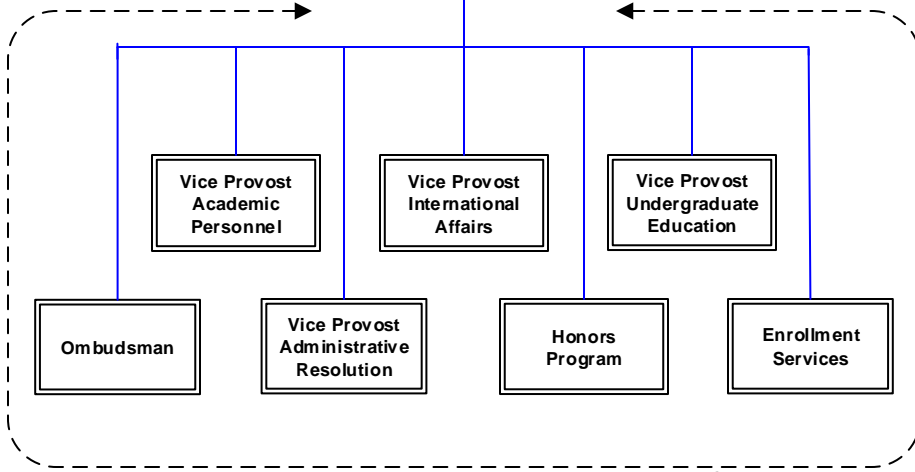 Vice Provost
Academic
Personnel
Vice Provost
International
Affairs
Vice Provost
Undergraduate
Education
Ombudsman
Vice Provost
Administrative
Resolution
Honors
Program
Enrollment
Services